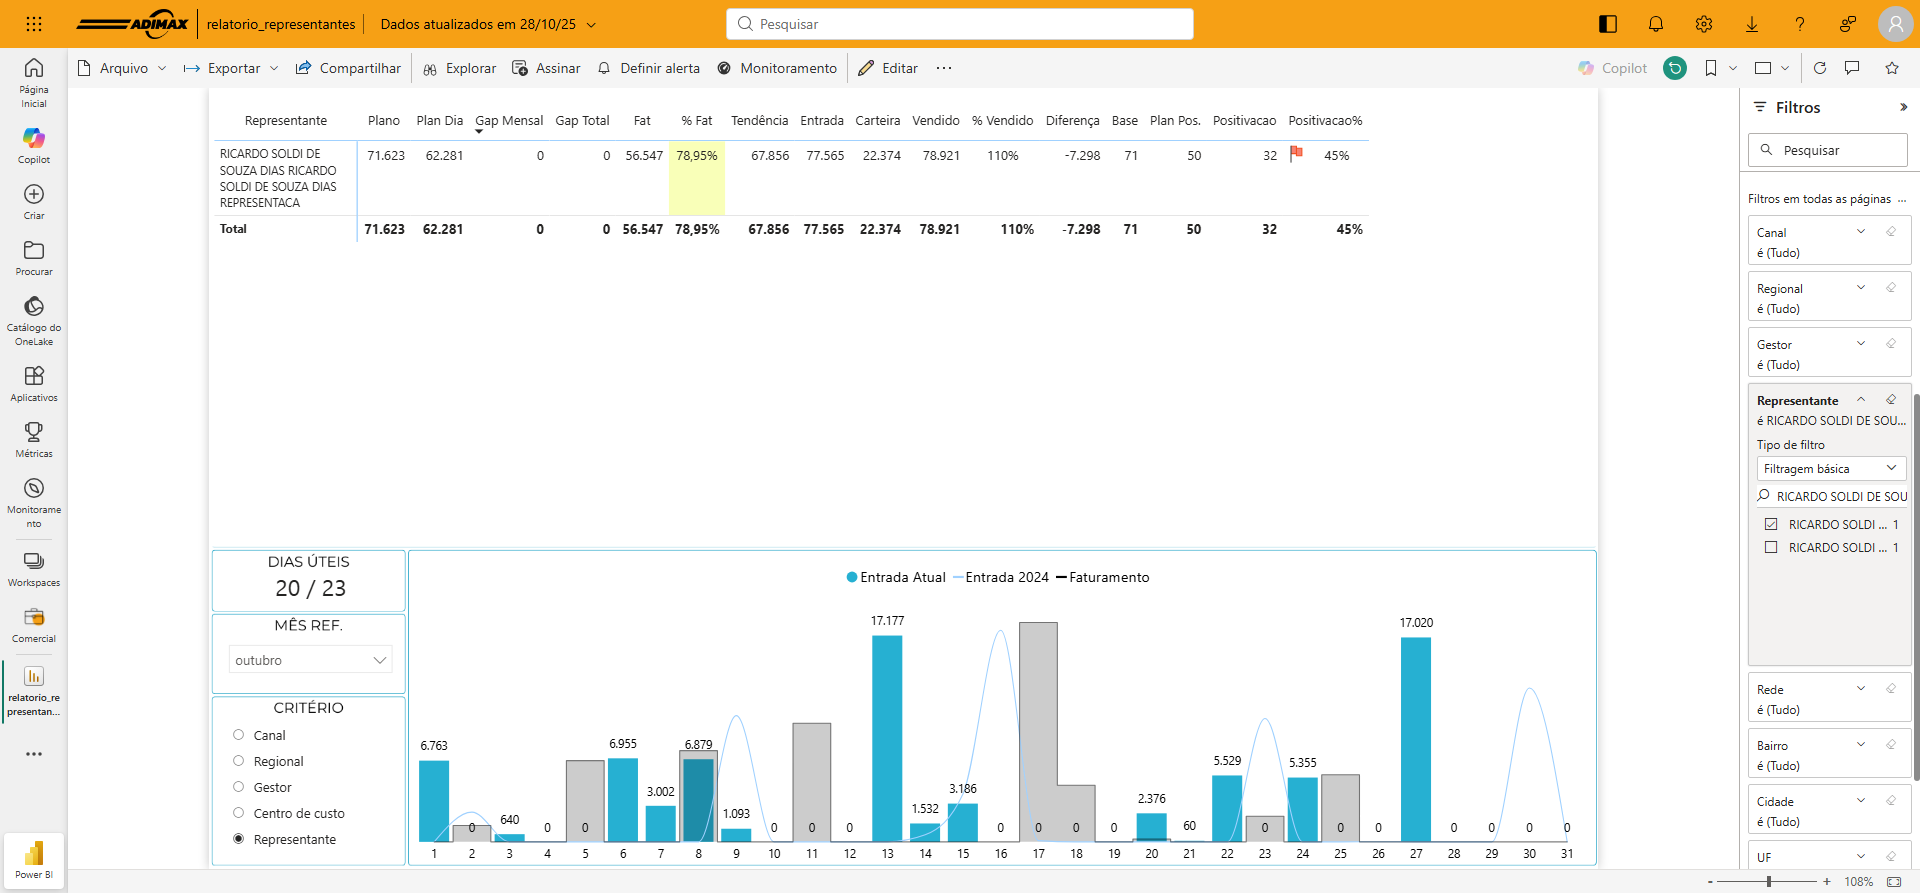 ADIMAX
relatorio_representantes
Dados atualizados em 28/10/25
Pesquisar
Arquivo
Exportar
Compartilhar
Explorar
Assinar
Definir alerta
Monitoramento
Editar
Copilot
Página Inicial
Copilot
Criar
Procurar
Catálogo do OneLake
Aplicativos
Métricas
Monitorame nto
Workspaces
Comercial
relatorio_re presentan...
Power BI
Representante Plano Plan Dia Gap Mensal Gap Total Fat % Fat Tendência Entrada Carteira Vendido % Vendido Diferença Base Plan Pos. Positivacao Positivacao%
RICARDO SOLDI DE 71.623 62.281 0 0 56.547 78,95% 67.856 77.565 22.374 78.921 110% -7.298 71 50 32 45%
SOUZA DIAS RICARDO
SOLDI DE SOUZA DIAS
REPRESENTACA
Total 71.623 62.281 0 0 56.547 78,95% 67.856 77.565 22.374 78.921 110% -7.298 71 50 32 45%
DIAS ÚTEIS
20 / 23
MÊS REF.
outubro
CRITÉRIO
Canal
Regional
Gestor
Centro de custo
Representante
Entrada Atual Entrada 2024 Faturamento
6.763 0 640 0 0 6.955 3.002 6.879 1.093 0 0 0 17.177 1.532 3.186 0 0 0 0 2.376 60 5.529 0 5.355 0 0 17.020 0 0 0 0
1 2 3 4 5 6 7 8 9 10 11 12 13 14 15 16 17 18 19 20 21 22 23 24 25 26 27 28 29 30 31
Filtros
Pesquisar
Filtros em todas as páginas ...
Canal
é (Tudo)
Regional
é (Tudo)
Gestor
é (Tudo)
Representante
é RICARDO SOLDI DE SOU...
Tipo de filtro
Filtragem básica
RICARDO SOLDI DE SOU
RICARDO SOLDI ... 1
RICARDO SOLDI ... 1
Rede
é (Tudo)
Bairro
é (Tudo)
Cidade
é (Tudo)
UF
- + 108%